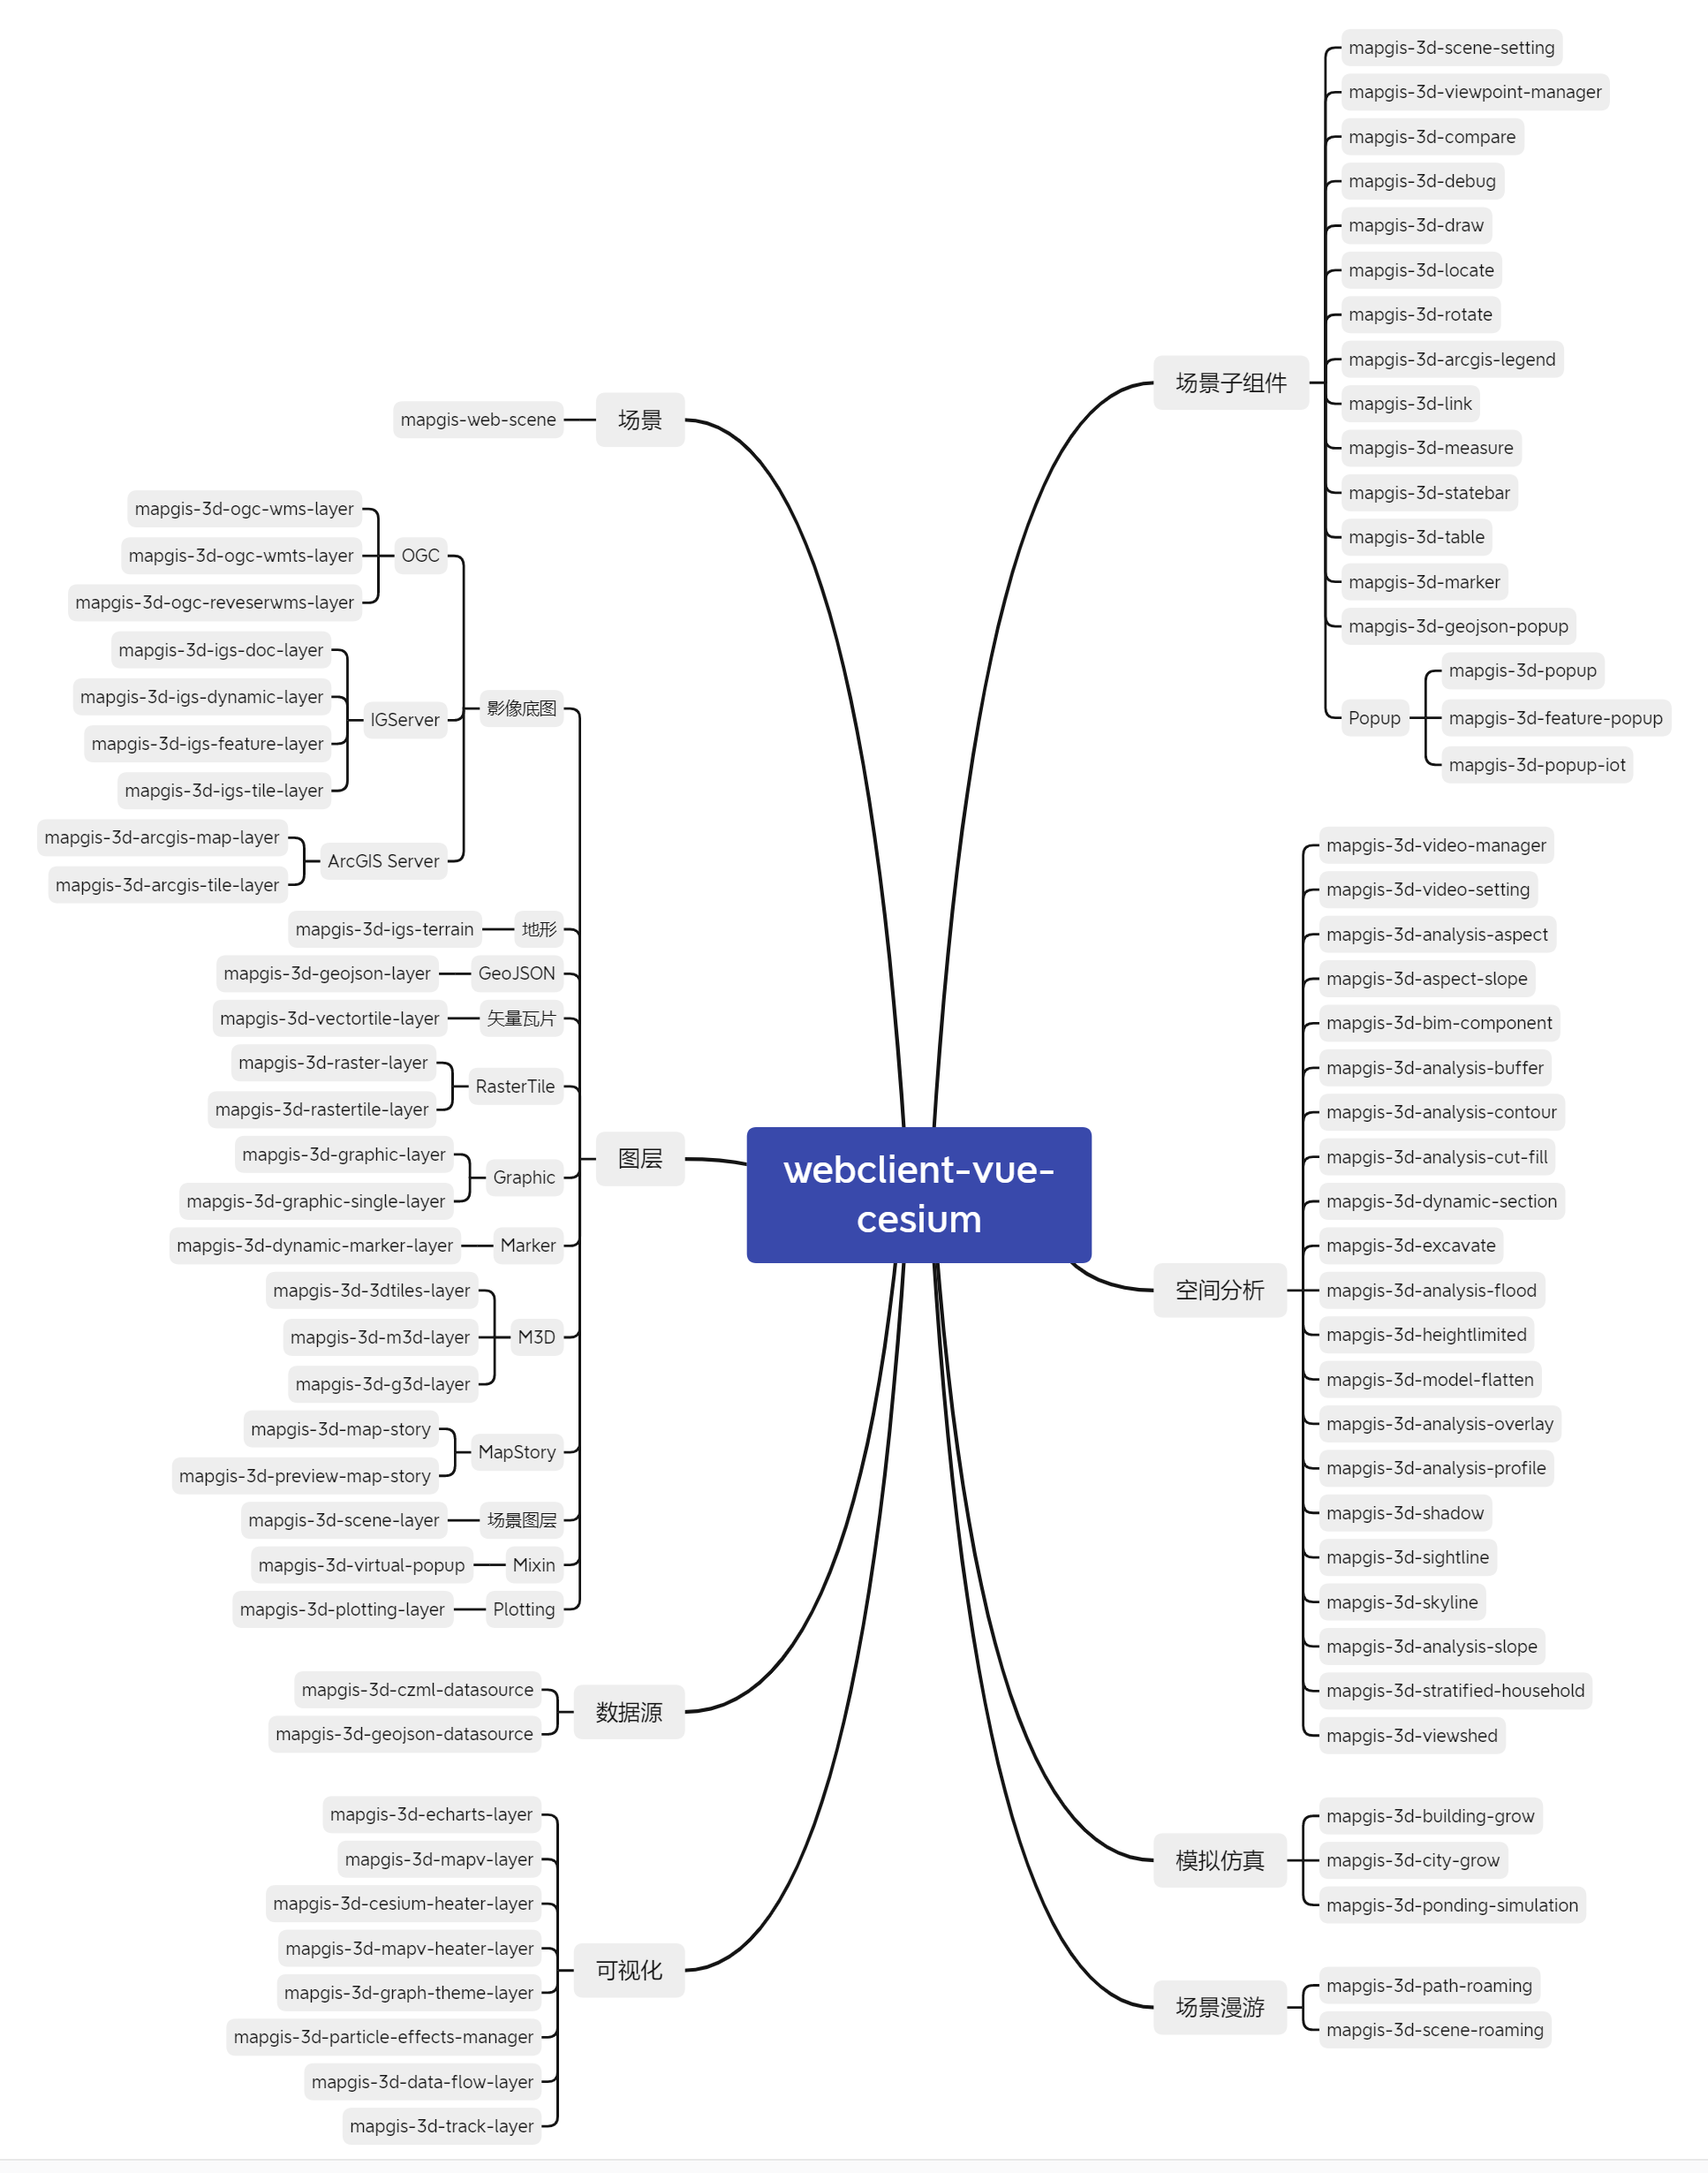 webclient-vue-
cesium
场景
mapgis-web-scene
图层
影像底图
OGC
mapgis-3d-ogc-wms-layer
mapgis-3d-ogc-wmts-layer
mapgis-3d-ogc-reveserwms-layer
IGServer
mapgis-3d-igs-doc-layer
mapgis-3d-igs-dynamic-layer
mapgis-3d-igs-feature-layer
mapgis-3d-igs-tile-layer
ArcGIS Server
mapgis-3d-arcgis-map-layer
mapgis-3d-arcgis-tile-layer
地形
mapgis-3d-igs-terrain
GeoJSON
mapgis-3d-geojson-layer
矢量瓦片
mapgis-3d-vectortile-layer
RasterTile
mapgis-3d-raster-layer
mapgis-3d-rastertile-layer
Graphic
mapgis-3d-graphic-layer
mapgis-3d-graphic-single-layer
Marker
mapgis-3d-dynamic-marker-layer
M3D
mapgis-3d-3dtiles-layer
mapgis-3d-m3d-layer
mapgis-3d-g3d-layer
MapStory
mapgis-3d-map-story
mapgis-3d-preview-map-story
场景图层
mapgis-3d-scene-layer
Mixin
mapgis-3d-virtual-popup
Plotting
mapgis-3d-plotting-layer
数据源
mapgis-3d-czml-datasource
mapgis-3d-geojson-datasource
可视化
mapgis-3d-echarts-layer
mapgis-3d-mapv-layer
mapgis-3d-cesium-heater-layer
mapgis-3d-mapv-heater-layer
mapgis-3d-graph-theme-layer
mapgis-3d-particle-effects-manager
mapgis-3d-data-flow-layer
mapgis-3d-track-layer
场景子组件
mapgis-3d-scene-setting
mapgis-3d-viewpoint-manager
mapgis-3d-compare
mapgis-3d-debug
mapgis-3d-draw
mapgis-3d-locate
mapgis-3d-rotate
mapgis-3d-arcgis-legend
mapgis-3d-link
mapgis-3d-measure
mapgis-3d-statebar
mapgis-3d-table
mapgis-3d-marker
mapgis-3d-geojson-popup
Popup
mapgis-3d-popup
mapgis-3d-feature-popup
mapgis-3d-popup-iot
空间分析
mapgis-3d-video-manager
mapgis-3d-video-setting
mapgis-3d-analysis-aspect
mapgis-3d-aspect-slope
mapgis-3d-bim-component
mapgis-3d-analysis-buffer
mapgis-3d-analysis-contour
mapgis-3d-analysis-cut-fill
mapgis-3d-dynamic-section
mapgis-3d-excavate
mapgis-3d-analysis-flood
mapgis-3d-heightlimited
mapgis-3d-model-flatten
mapgis-3d-analysis-overlay
mapgis-3d-analysis-profile
mapgis-3d-shadow
mapgis-3d-sightline
mapgis-3d-skyline
mapgis-3d-analysis-slope
mapgis-3d-stratified-household
mapgis-3d-viewshed
模拟仿真
mapgis-3d-building-grow
mapgis-3d-city-grow
mapgis-3d-ponding-simulation
场景漫游
mapgis-3d-path-roaming
mapgis-3d-scene-roaming